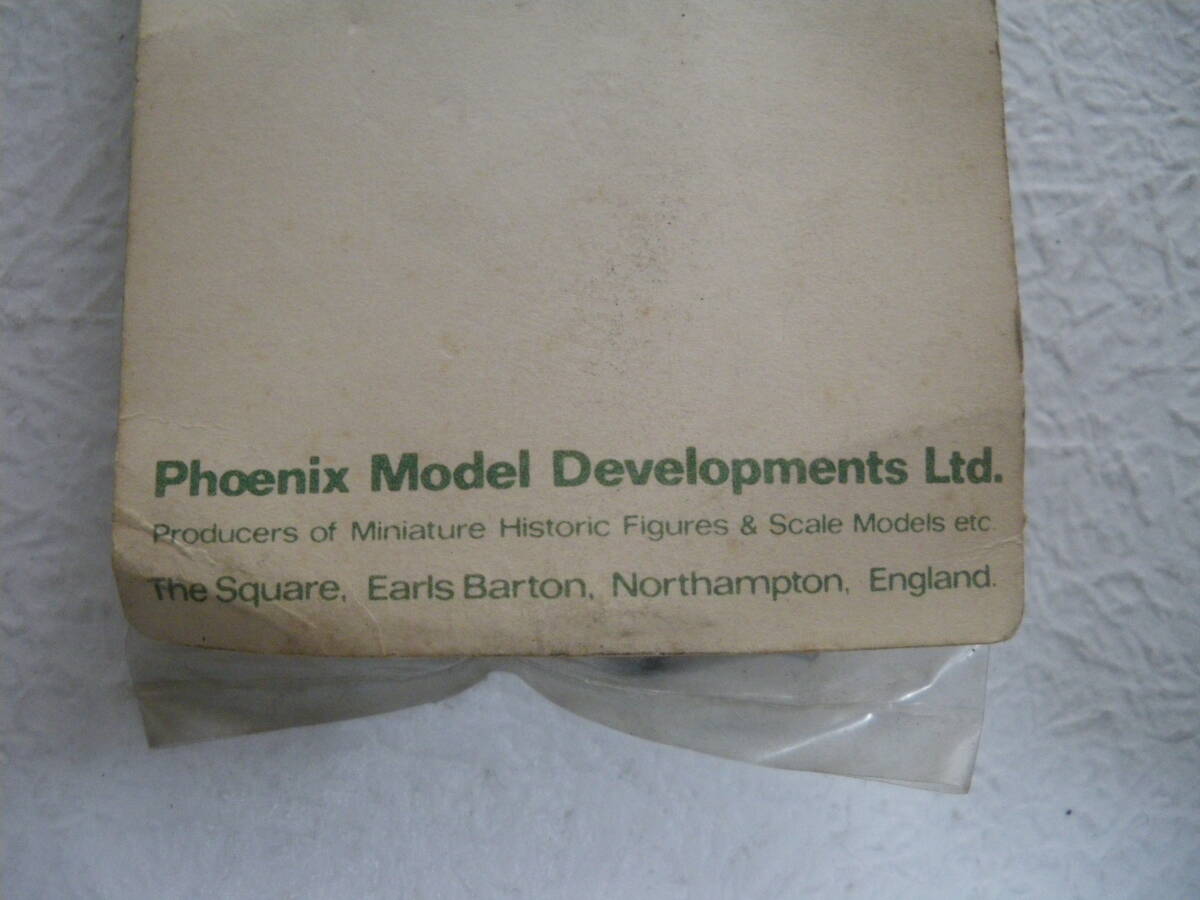 Phoenix Model Developments Ltd.
Producers of Miniature Historic Figures & Scale Models etc.
The Square, Earls Barton, Northampton, England.